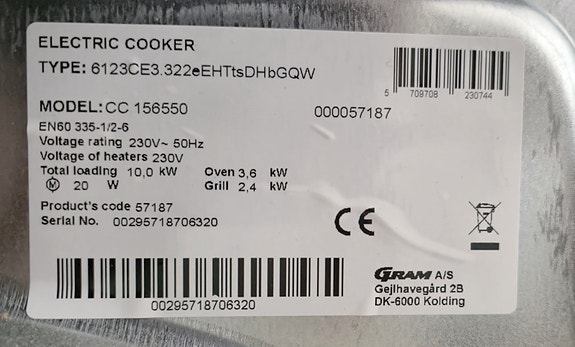 ELECTRIC COOKER
TYPE: 6123CE3.322eEHTtsDHbGQW
5 709708 230744
MODEL: CC 156550 000057187
EN60 335-1/2-6
Voltage rating 230V~ 50Hz
Voltage of heaters 230V
Total loading 10,0 kW Oven 3,6 kW
M 20 W Grill 2,4 kW
Product's code 57187
Serial No. 00295718706320
CE
00295718706320
GRAM A/S
Gejlhavegård 2B
DK-6000 Kolding